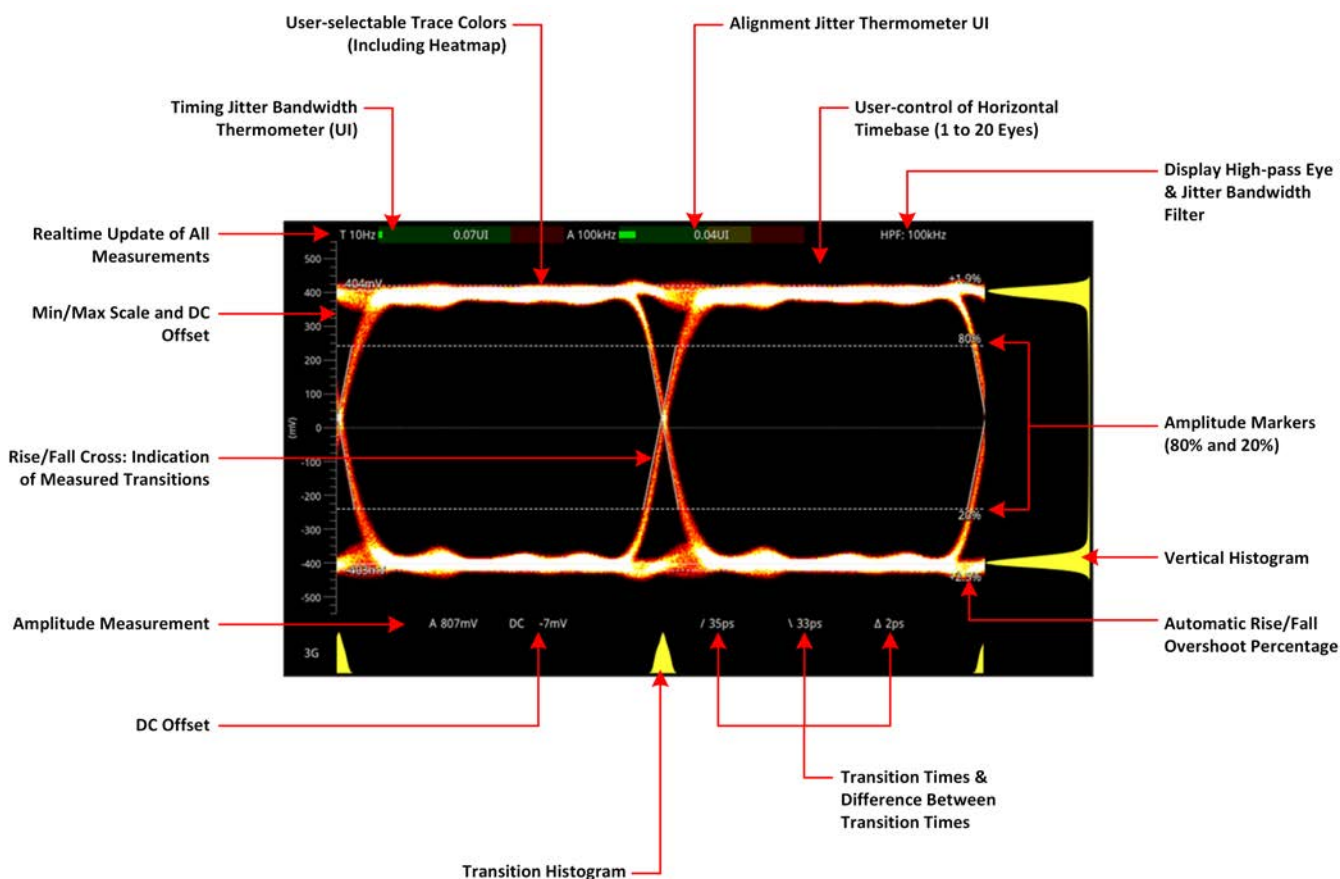 User-selectable Trace Colors
(Including Heatmap)
Alignment Jitter Thermometer UI
Timing Jitter Bandwidth
Thermometer (UI)
User-control of Horizontal
Timebase (1 to 20 Eyes)
Display High-pass Eye
& Jitter Bandwidth
Filter
Realtime Update of All
Measurements
T 10Hz 0.07UI A 100kHz 0.04UI HPF: 100kHz
500
404mV +1.9%
400
Min/Max Scale and DC
Offset
300
80%
200
100
(mV)
0
Amplitude Markers
(80% and 20%)
Rise/Fall Cross: Indication
of Measured Transitions
-100
-200
20%
-300
-400
Vertical Histogram
-500
Amplitude Measurement
A 807mV DC -7mV / 35ps \ 33ps Δ 2ps
Automatic Rise/Fall
Overshoot Percentage
3G
DC Offset
Transition Times &
Difference Between
Transition Times
Transition Histogram